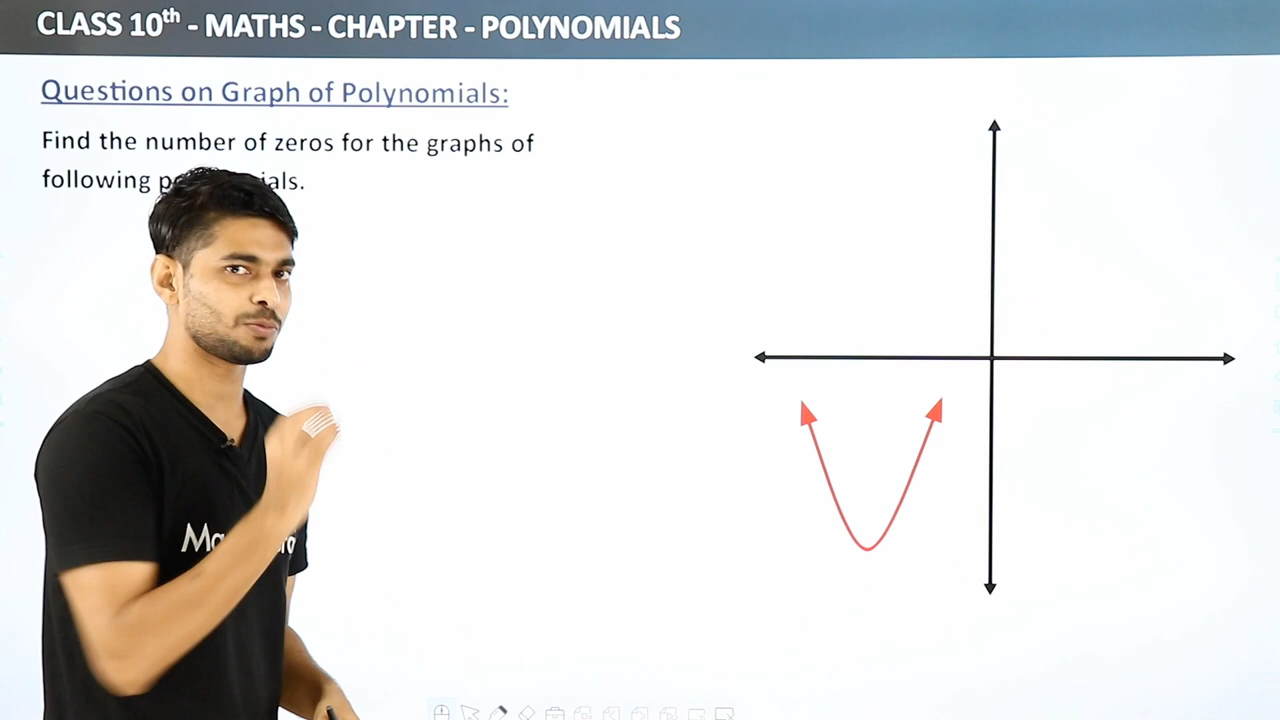 CLASS 10th - MATHS - CHAPTER - POLYNOMIALS
Questions on Graph of Polynomials:
Find the number of zeros for the graphs of
following